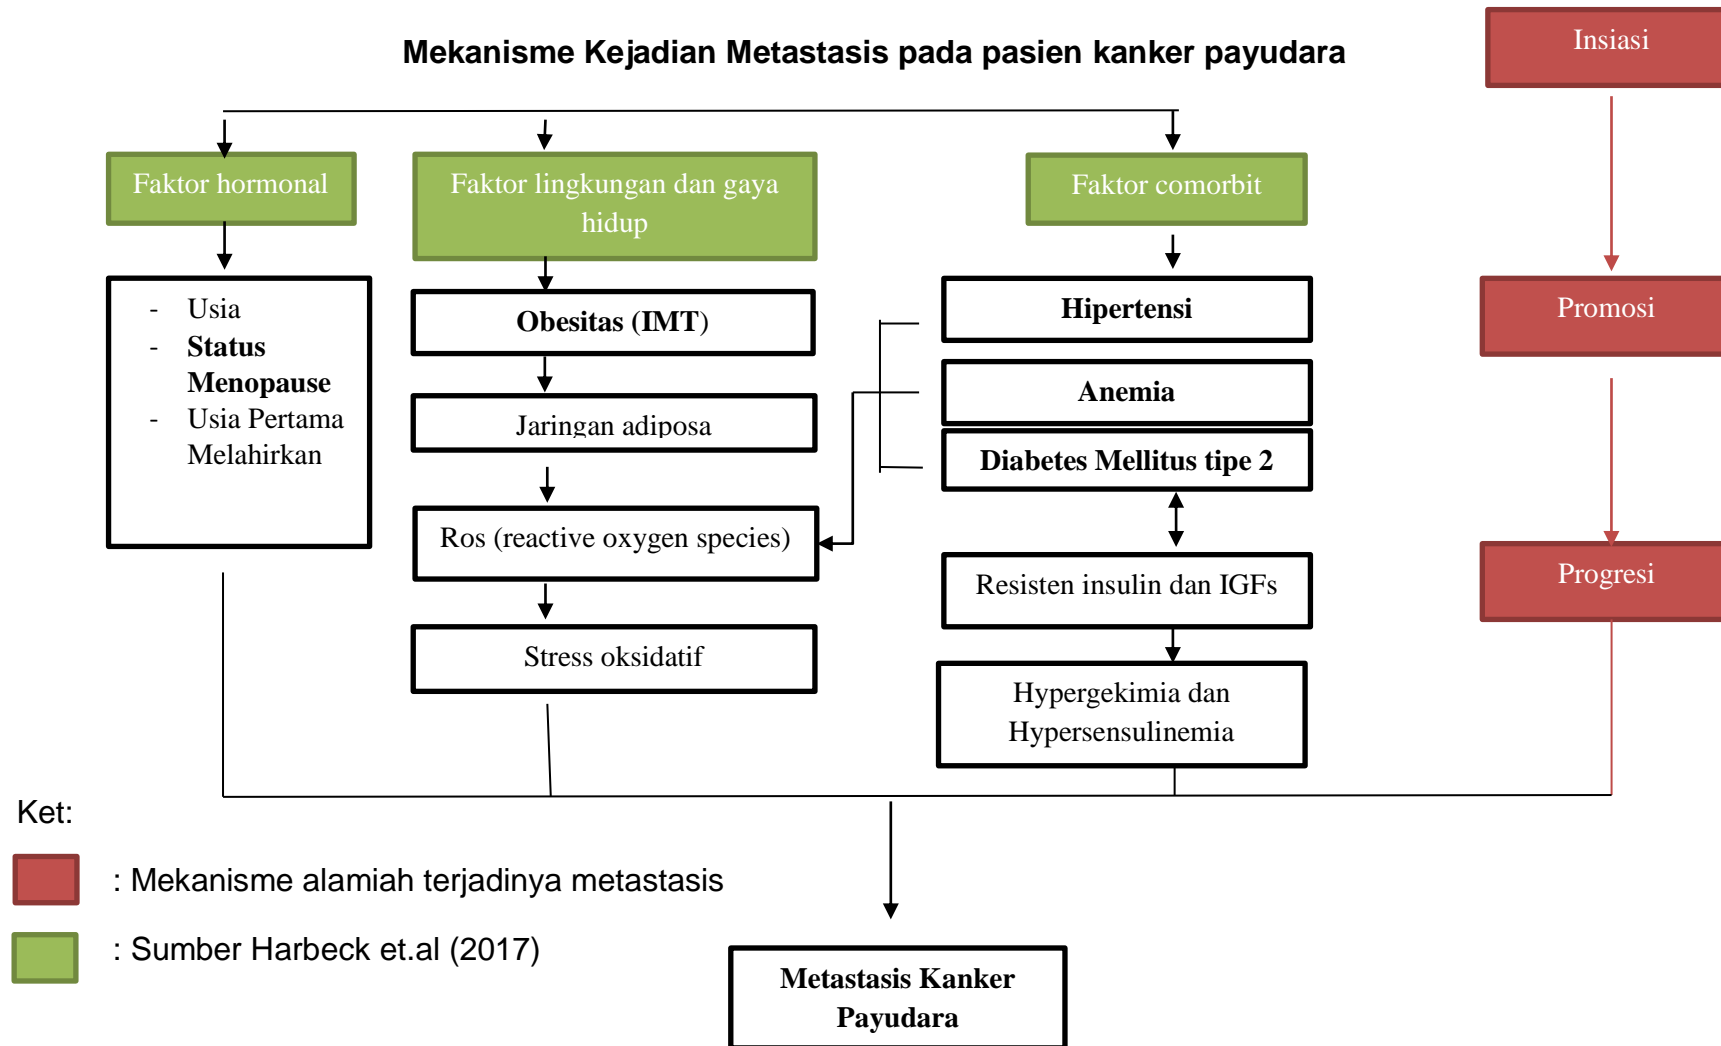 Mekanisme Kejadian Metastasis pada pasien kanker payudara
Insiasi
Faktor hormonal
Faktor lingkungan dan gaya
hidup
Faktor comorbit
- Usia
- Status
Menopause
- Usia Pertama
Melahirkan
Obesitas (IMT)
Jaringan adiposa
Ros (reactive oxygen species)
Stress oksidatif
Hipertensi
Anemia
Diabetes Mellitus tipe 2
Resisten insulin dan IGFs
Hypergekimia dan
Hypersensulinemia
Promosi
Progresi
Ket:
: Mekanisme alamiah terjadinya metastasis
: Sumber Harbeck et.al (2017)
Metastasis Kanker
Payudara